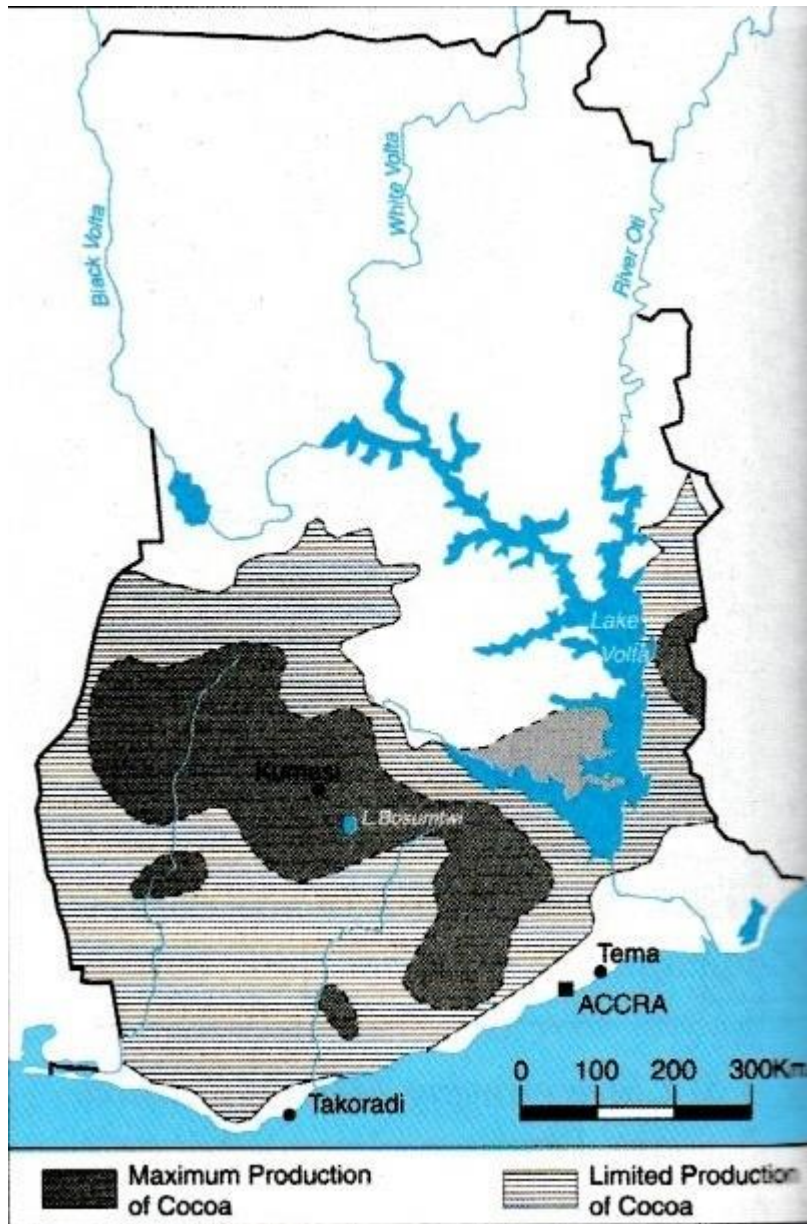 Black Volta
White Volta
River Oti
Lake
Volta
Kumasi
L. Bosumtwi
Tema
ACCRA
Takoradi
0 100 200 300Km
Maximum Production
of Cocoa
Limited Production
of Cocoa